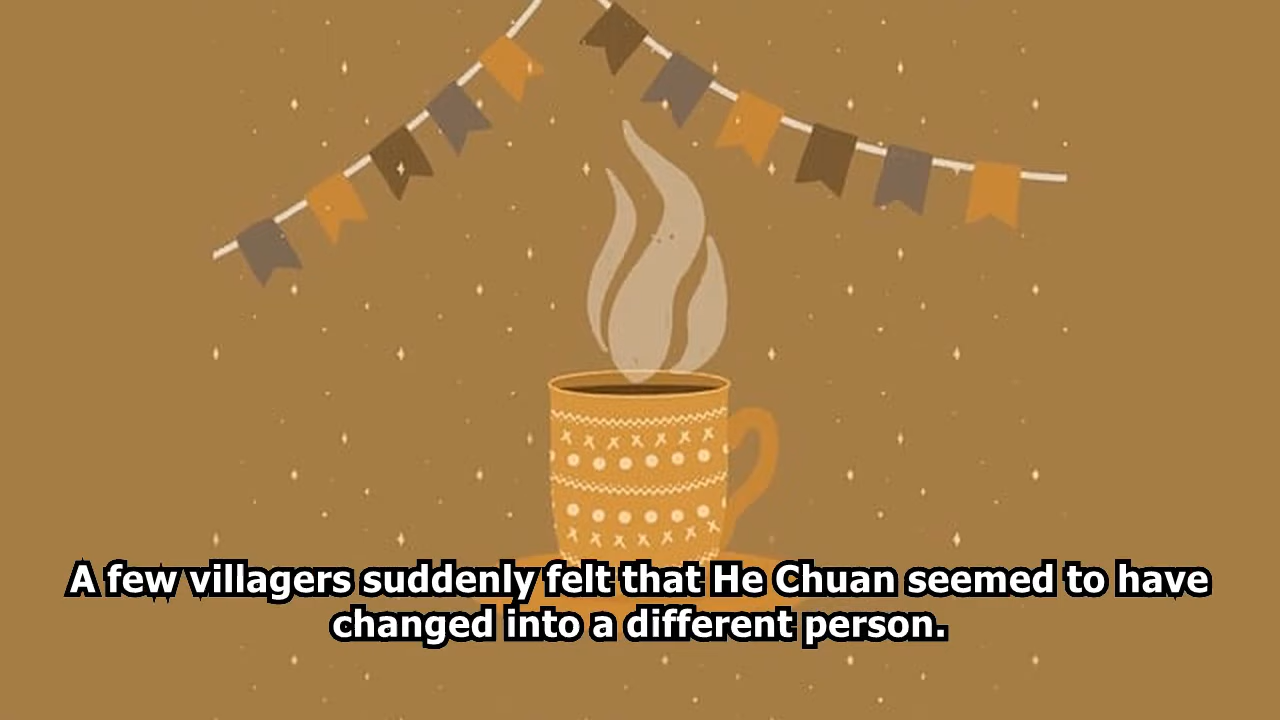 A few villagers suddenly felt that He Chuan seemed to have
changed into a different person.